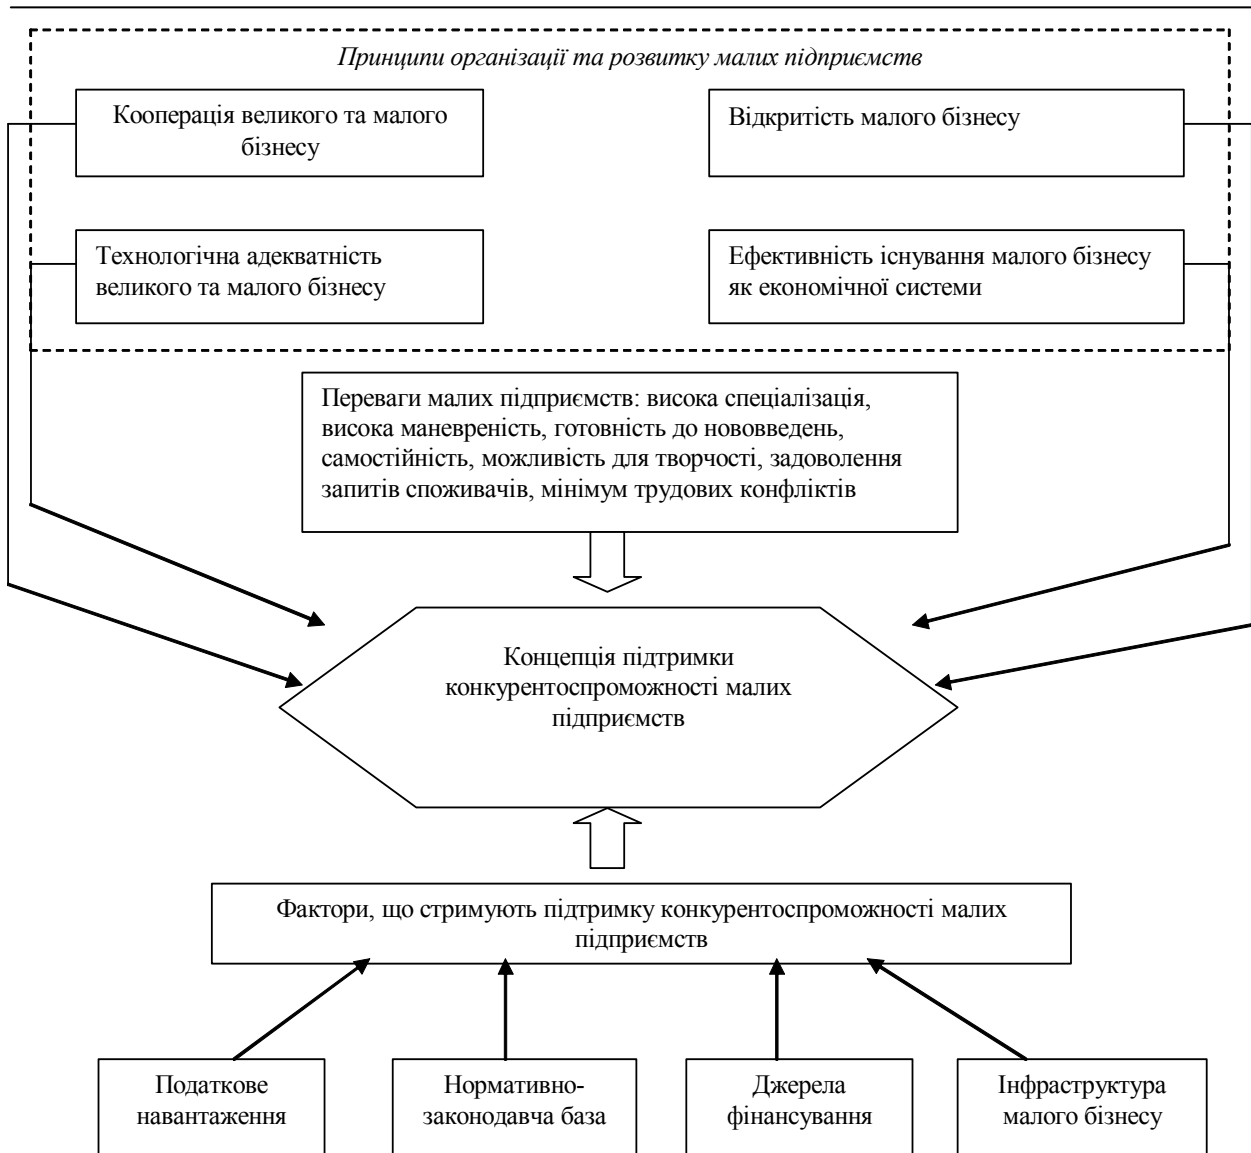 Принципи організації та розвитку малих підприємств
Кооперація великого та малого
бізнесу
Відкритість малого бізнесу
Технологічна адекватність
великого та малого бізнесу
Ефективність існування малого бізнесу
як економічної системи
Переваги малих підприємств: висока спеціалізація,
висока маневреність, готовність до нововведень,
самостійність, можливість для творчості, задоволення
запитів споживачів, мінімум трудових конфліктів
Концепція підтримки
конкурентоспроможності малих
підприємств
Фактори, що стримують підтримку конкурентоспроможності малих
підприємств
Податкове
навантаження
Нормативно-
законодавча база
Джерела
фінансування
Інфраструктура
малого бізнесу